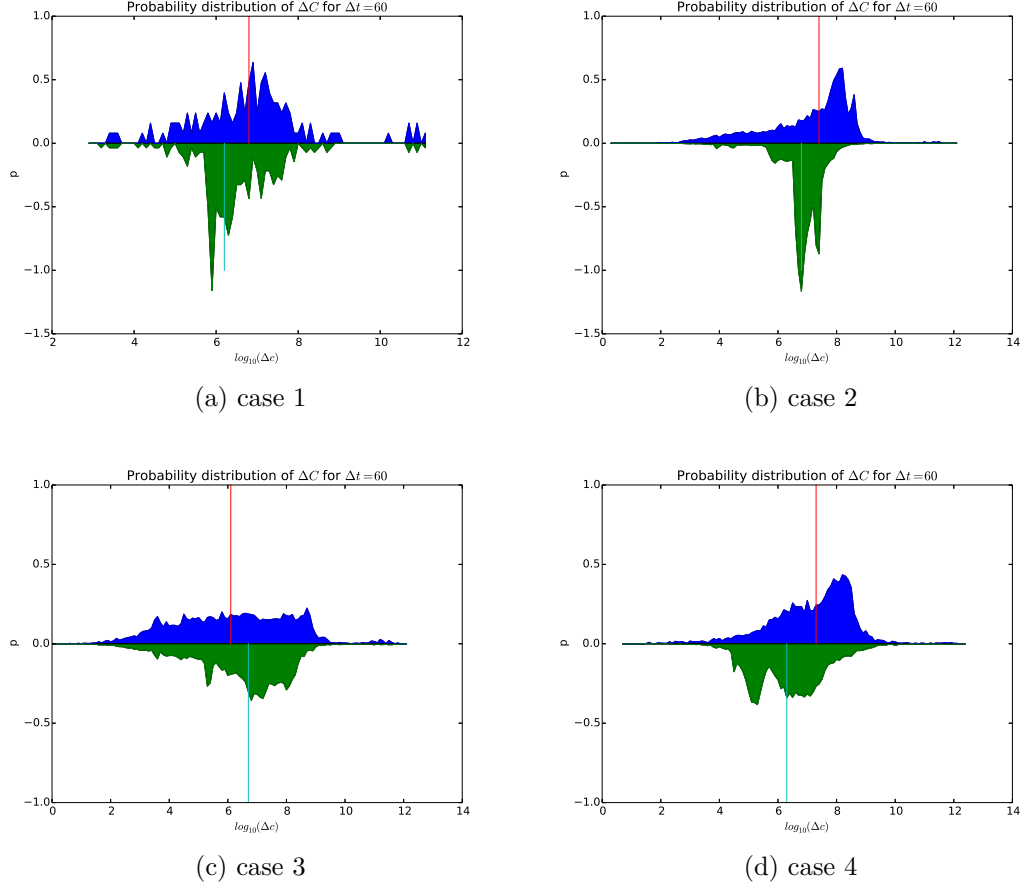 Probability distribution of ΔC for Δt=60
1.0
0.5
0.0
−0.5
−1.0
−1.5
p
2 4 6 8 10 12
log₁₀(Δc)
(a) case 1
Probability distribution of ΔC for Δt=60
1.0
0.5
0.0
−0.5
−1.0
−1.5
p
0 2 4 6 8 10 12 14
log₁₀(Δc)
(b) case 2
Probability distribution of ΔC for Δt=60
1.0
0.5
0.0
−0.5
−1.0
p
0 2 4 6 8 10 12 14
log₁₀(Δc)
(c) case 3
Probability distribution of ΔC for Δt=60
1.0
0.5
0.0
−0.5
−1.0
p
0 2 4 6 8 10 12 14
log₁₀(Δc)
(d) case 4